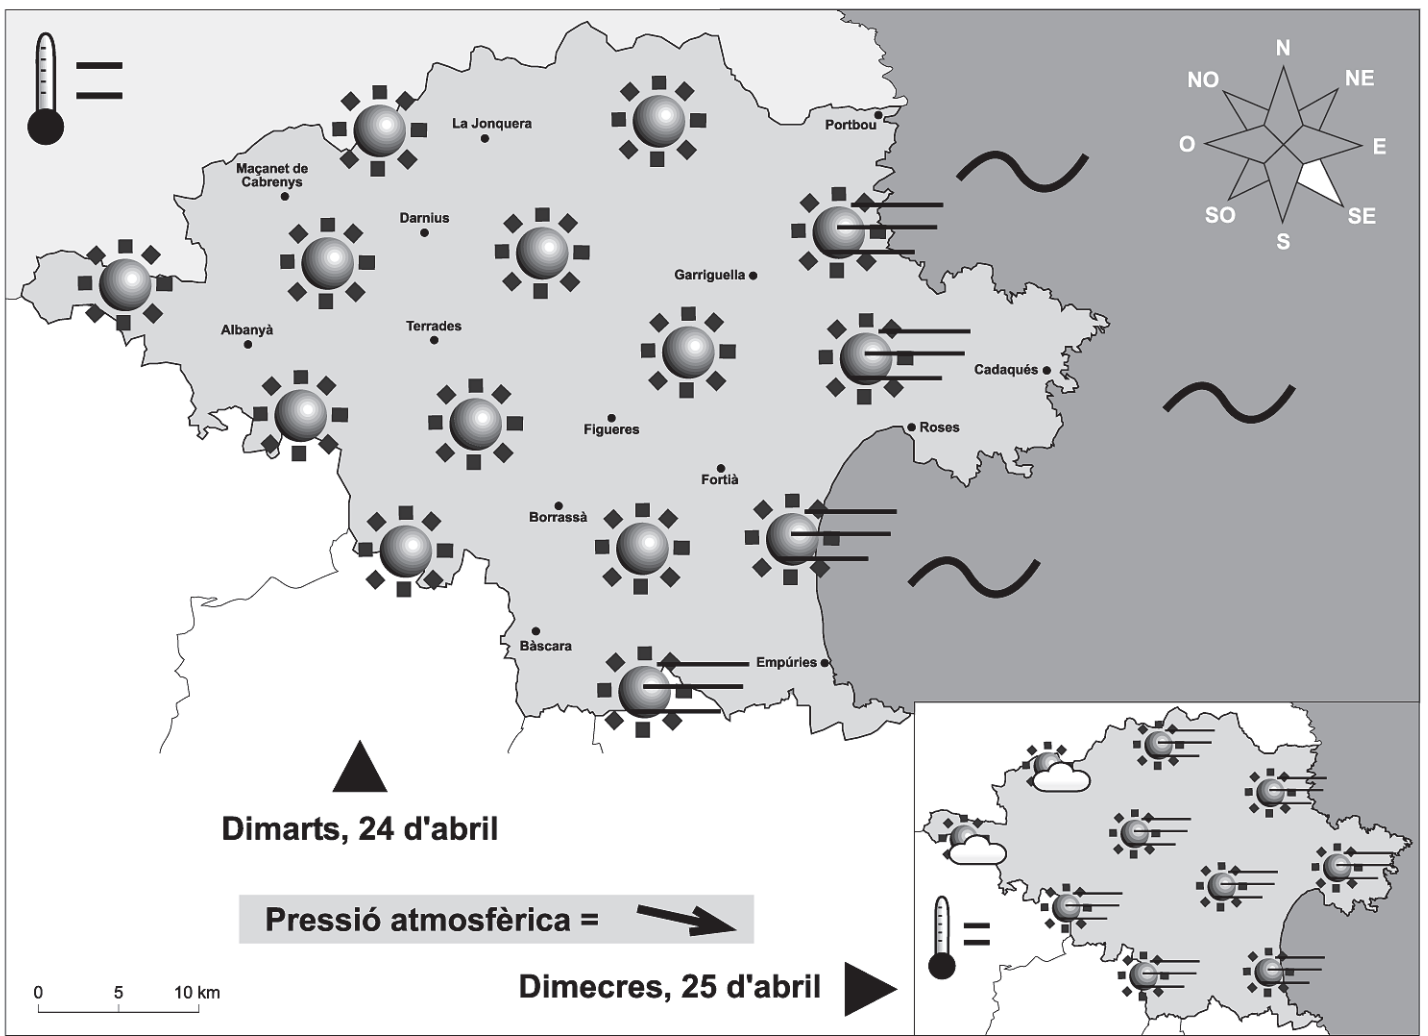 N
NO
NE
O
E
SO
SE
S
La Jonquera
Portbou
Maçanet de
Cabrenys
Darnius
Garriguella
Albanyà
Terrades
Cadaqués
Figueres
Roses
Fortià
Borrassà
Bàscara
Empúries
Dimarts, 24 d'abril
Pressió atmosfèrica =
Dimecres, 25 d'abril
0 5 10 km